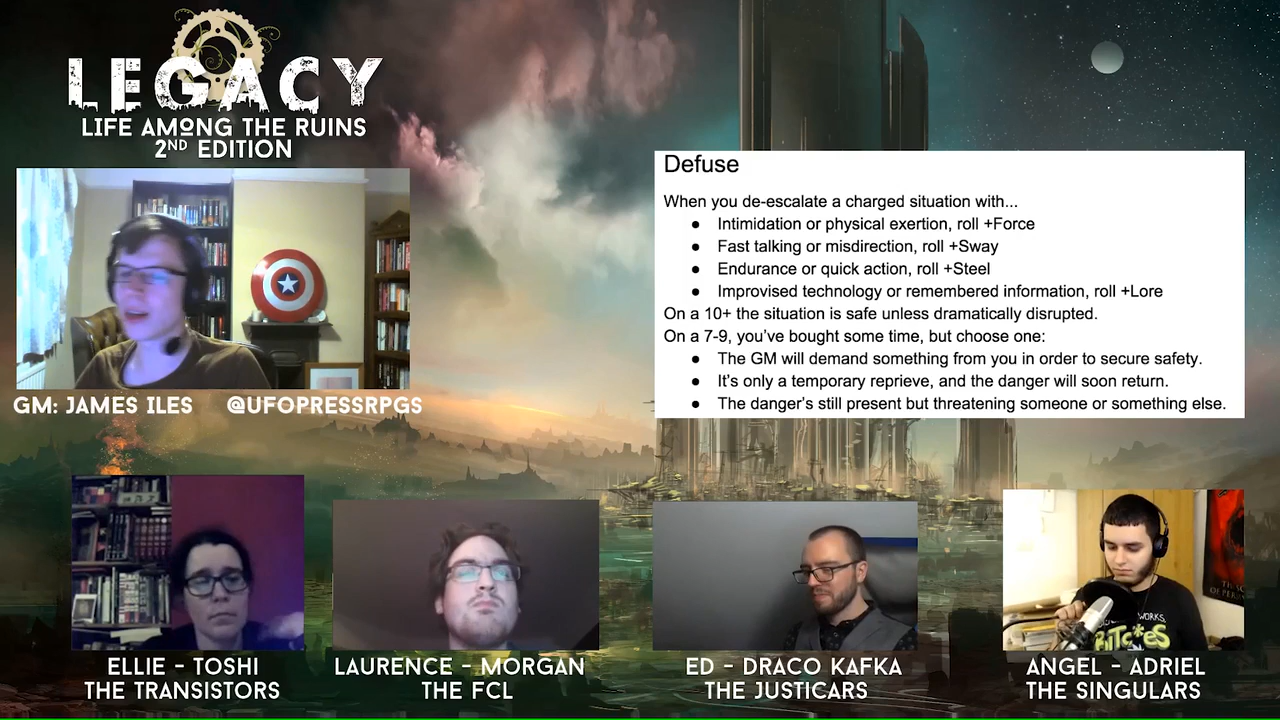 LEGACY
LIFE AMONG THE RUINS
2ND EDITION
Defuse
When you de-escalate a charged situation with...
● Intimidation or physical exertion, roll +Force
● Fast talking or misdirection, roll +Sway
● Endurance or quick action, roll +Steel
● Improvised technology or remembered information, roll +Lore
On a 10+ the situation is safe unless dramatically disrupted.
On a 7-9, you've bought some time, but choose one:
● The GM will demand something from you in order to secure safety.
● It's only a temporary reprieve, and the danger will soon return.
● The danger's still present but threatening someone or something else.
GM: JAMES ILES @UFOPRESSRPGS
WORKS,
BITC*ES
ELLIE - TOSHI
THE TRANSISTORS
LAURENCE - MORGAN
THE FCL
ED - DRACO KAFKA
THE JUSTICARS
ANGEL - ADRIEL
THE SINGULARS